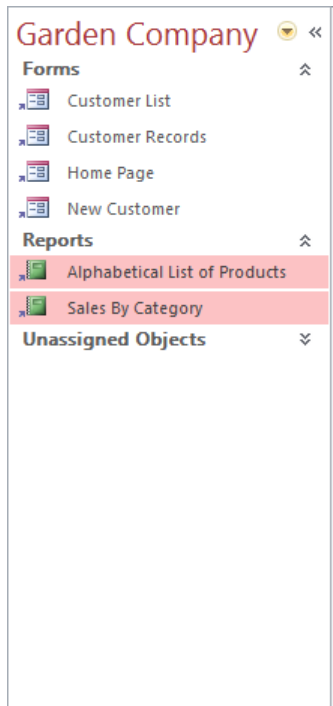 Garden Company
Forms
Customer List
Customer Records
Home Page
New Customer
Reports
Alphabetical List of Products
Sales By Category
Unassigned Objects